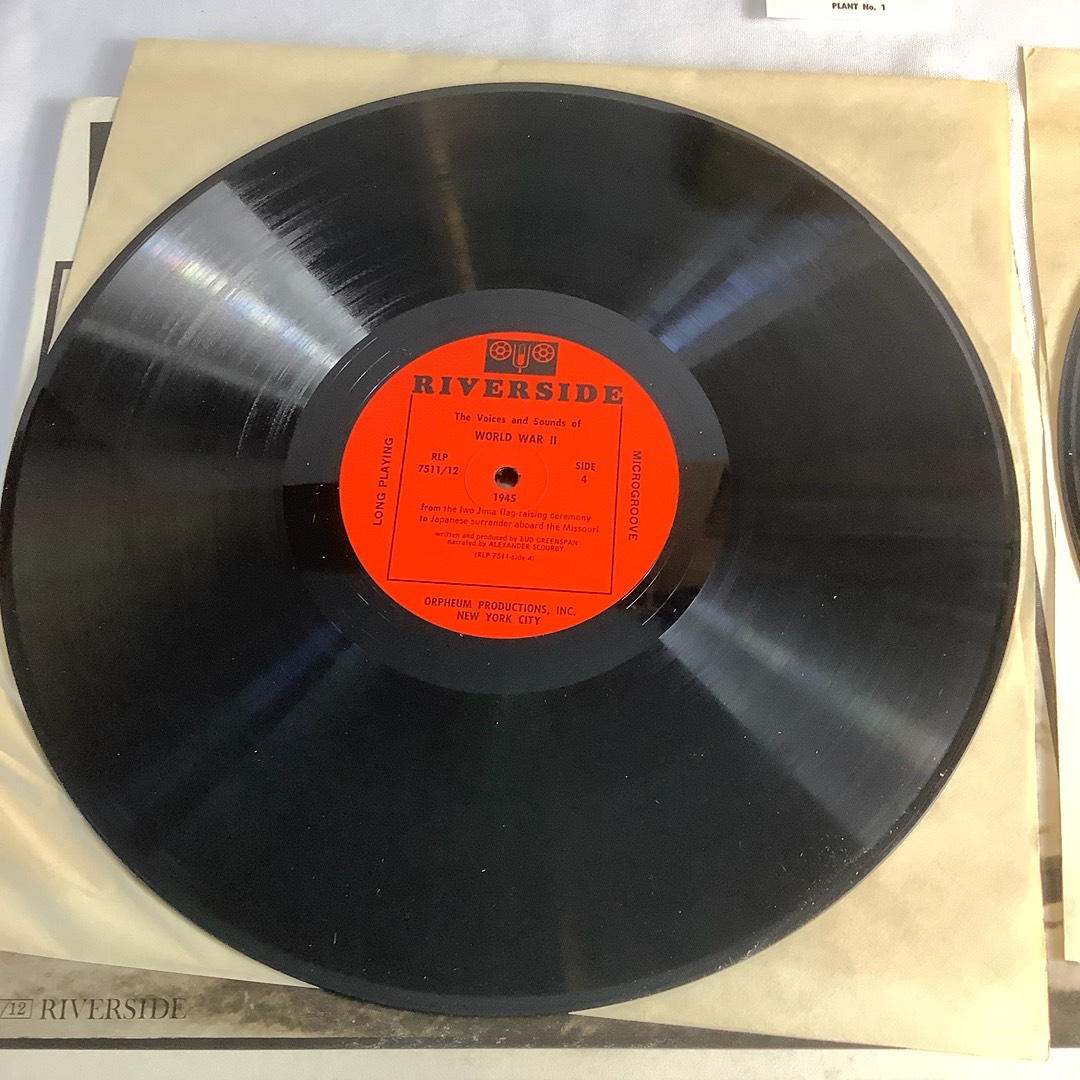 PLANT No. 1
RIVERSIDE
The Voices and Sounds of
WORLD WAR II
RLP
7511/12
SIDE
4
LONG PLAYING
MICROGROOVE
1945
from the Iwo Jima flag-raising ceremony
to Japanese surrender aboard the Missouri
written and produced by BUD GREENSPAN
narrated by ALEXANDER SCOURBY
(RLP 7511-side 4)
ORPHEUM PRODUCTIONS, INC.
NEW YORK CITY
/12 RIVERSIDE